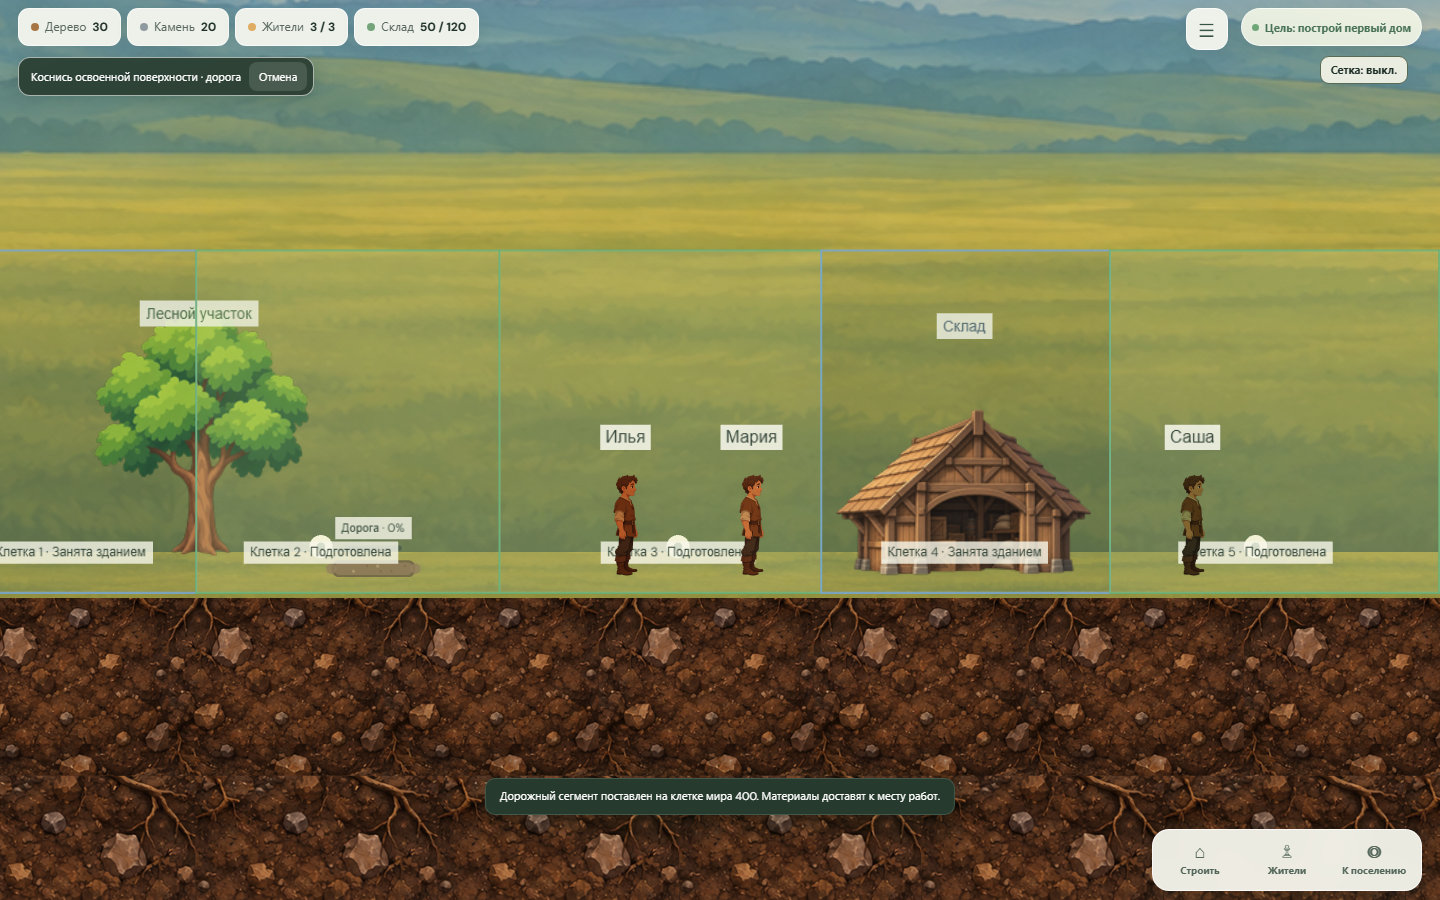 Дерево 30
Камень 20
Жители 3 / 3
Склад 50 / 120
☰
Цель: построй первый дом
Коснись освоенной поверхности · дорога
Отмена
Сетка: выкл.
Лесной участок
Склад
Илья
Мария
Саша
Дорога · 0%
Клетка 1 · Занята зданием
Клетка 2 · Подготовлена
Клетка 3 · Подготовлен
Клетка 4 · Занята зданием
етка 5 · Подготовлена
Дорожный сегмент поставлен на клетке мира 400. Материалы доставят к месту работ.
Строить
Жители
К поселению